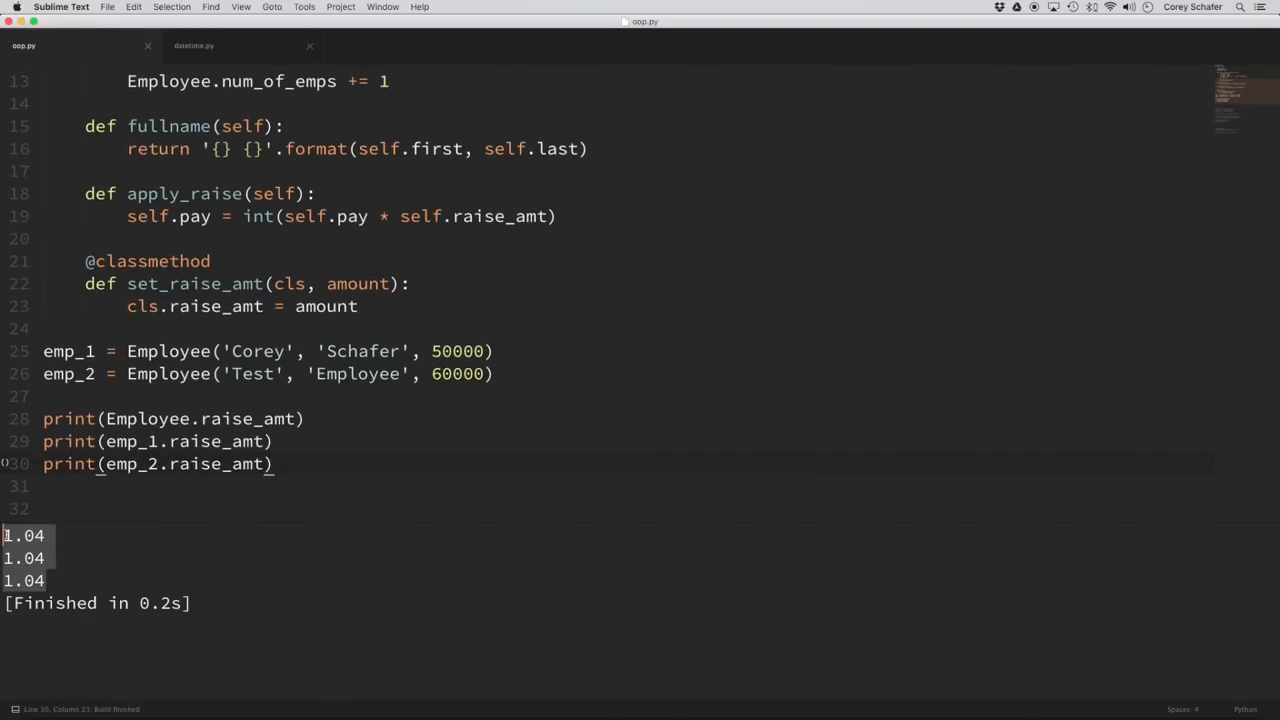 Sublime Text File Edit Selection Find View Goto Tools Project Window Help Corey Schafer
oop.py
oop.py datetime.py
13 Employee.num_of_emps += 1
14
15 def fullname(self):
16 return '{} {}'.format(self.first, self.last)
17
18 def apply_raise(self):
19 self.pay = int(self.pay * self.raise_amt)
20
21 @classmethod
22 def set_raise_amt(cls, amount):
23 cls.raise_amt = amount
24
25 emp_1 = Employee('Corey', 'Schafer', 50000)
26 emp_2 = Employee('Test', 'Employee', 60000)
27
28 print(Employee.raise_amt)
29 print(emp_1.raise_amt)
30 print(emp_2.raise_amt)
31
32
1.04
1.04
1.04
[Finished in 0.2s]
Line 30, Column 23; Build finished Spaces: 4 Python